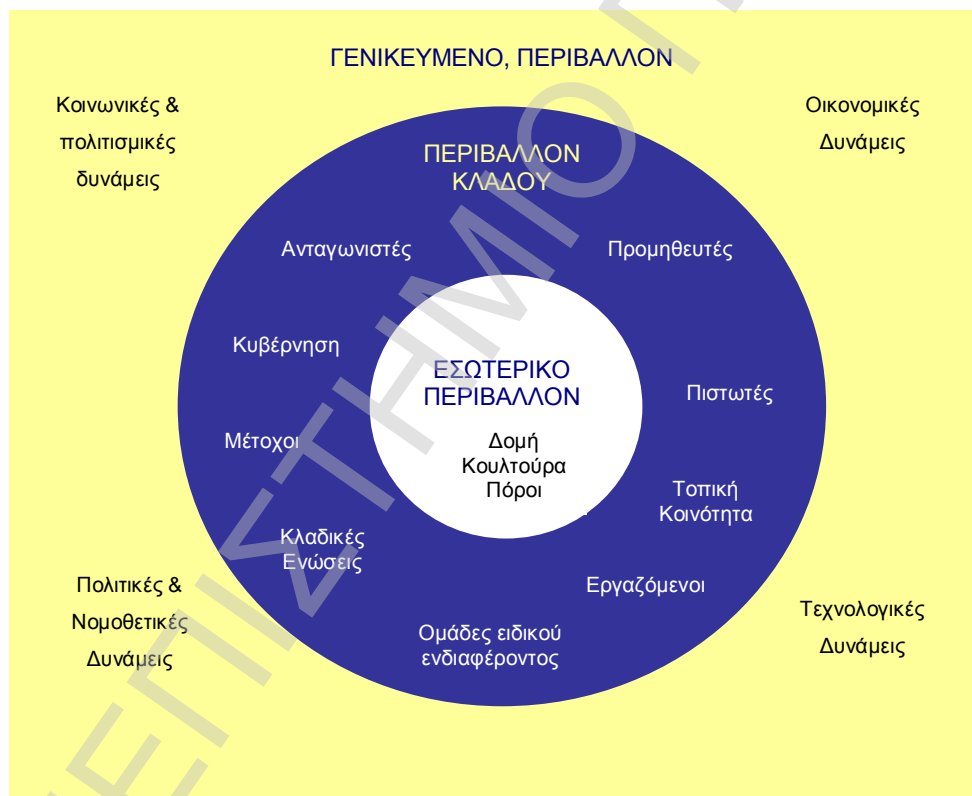 ΓΕΝΙΚΕΥΜΕΝΟ, ΠΕΡΙΒΑΛΛΟΝ
Κοινωνικές &
πολιτισμικές
δυνάμεις
Οικονομικές
Δυνάμεις
ΠΕΡΙΒΑΛΛΟΝ
ΚΛΑΔΟΥ
Ανταγωνιστές
Προμηθευτές
Κυβέρνηση
ΕΣΩΤΕΡΙΚΟ
ΠΕΡΙΒΑΛΛΟΝ
Πιστωτές
Μέτοχοι
Δομή
Κουλτούρα
Πόροι
Τοπική
Κοινότητα
Κλαδικές
Ενώσεις
Εργαζόμενοι
Πολιτικές &
Νομοθετικές
Δυνάμεις
Τεχνολογικές
Δυνάμεις
Ομάδες ειδικού
ενδιαφέροντος